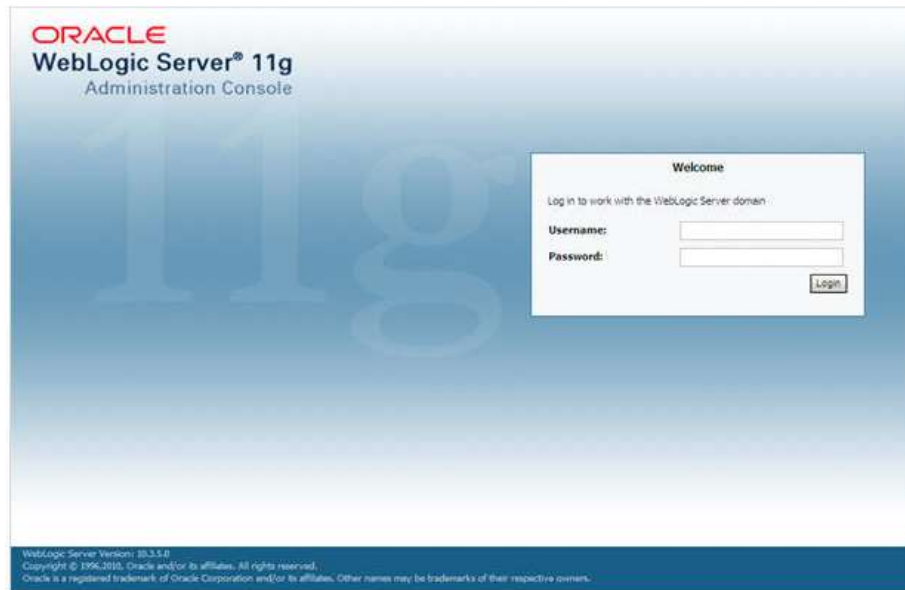 ORACLE
WebLogic Server® 11g
Administration Console
11g
Welcome
Log in to work with the WebLogic Server domain
Username:
Password:
Login
WebLogic Server Version: 10.3.5.0
Copyright © 1996,2010, Oracle and/or its affiliates. All rights reserved.
Oracle is a registered trademark of Oracle Corporation and/or its affiliates. Other names may be trademarks of their respective owners.